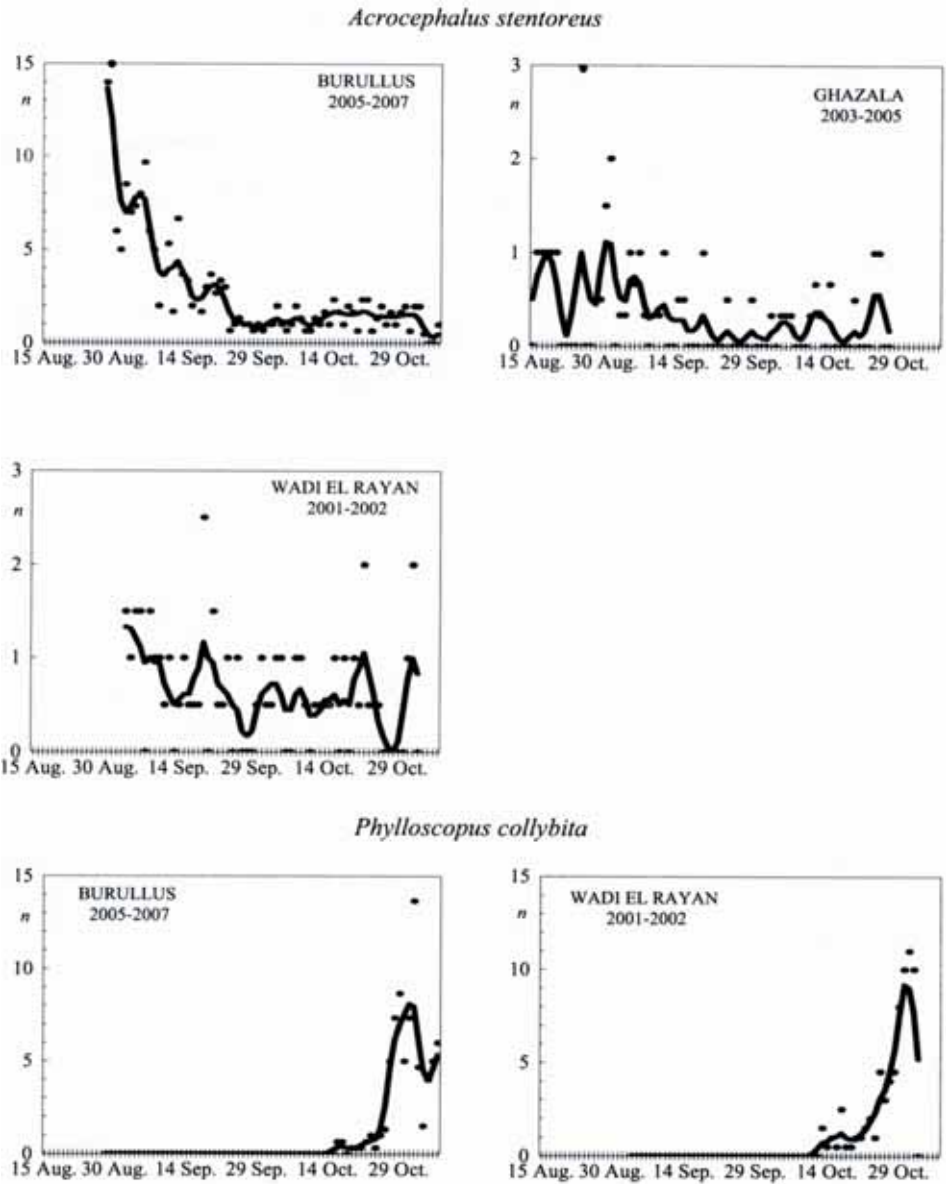 Acrocephalus stentoreus
15
n
10
5
0
BURULLUS
2005-2007
15 Aug. 30 Aug. 14 Sep. 29 Sep. 14 Oct. 29 Oct.
3
n
2
1
0
GHAZALA
2003-2005
15 Aug. 30 Aug. 14 Sep. 29 Sep. 14 Oct. 29 Oct.
3
n
2
1
0
WADI EL RAYAN
2001-2002
15 Aug. 30 Aug. 14 Sep. 29 Sep. 14 Oct. 29 Oct.
Phylloscopus collybita
15
n
10
5
0
BURULLUS
2005-2007
15 Aug. 30 Aug. 14 Sep. 29 Sep. 14 Oct. 29 Oct.
15
n
10
5
0
WADI EL RAYAN
2001-2002
15 Aug. 30 Aug. 14 Sep. 29 Sep. 14 Oct. 29 Oct.